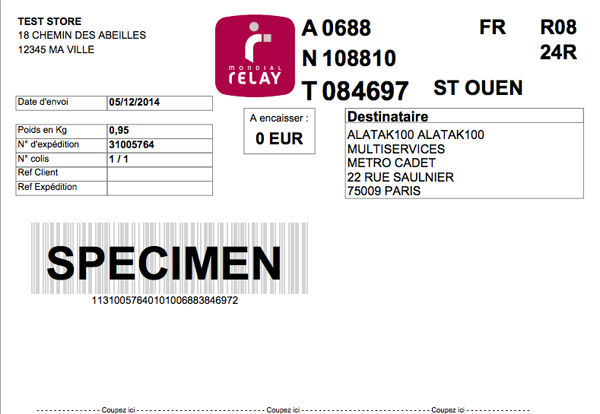 TEST STORE
18 CHEMIN DES ABEILLES
12345 MA VILLE
MONDIAL
RELAY
A 0688 FR R08
N 108810 24R
T 084697 ST OUEN
Date d'envoi 05/12/2014
Poids en Kg 0,95
N° d'expédition 31005764
N° colis 1 / 1
Ref Client
Ref Expédition
A encaisser :
0 EUR
Destinataire
ALATAK100 ALATAK100
MULTISERVICES
METRO CADET
22 RUE SAULNIER
75009 PARIS
SPECIMEN
11310057640101006883846972
Coupez ici Coupez ici Coupez ici